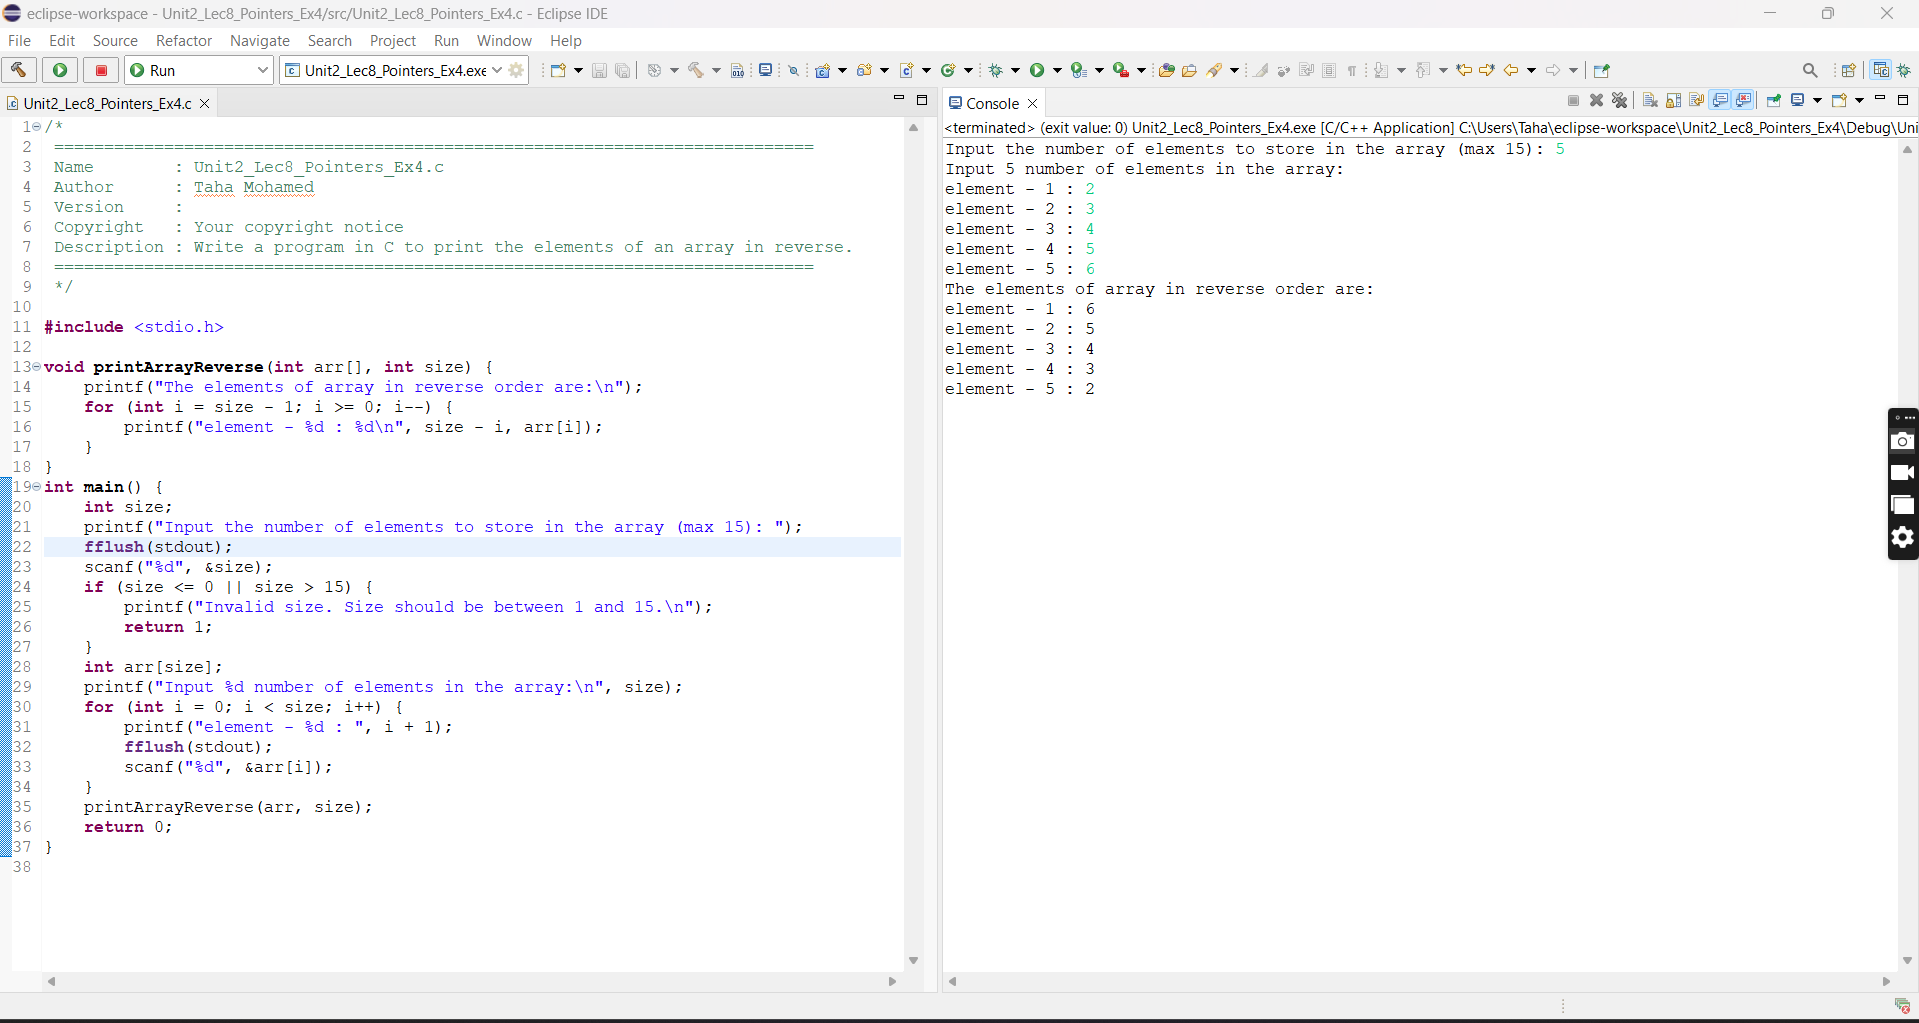 eclipse-workspace - Unit2_Lec8_Pointers_Ex4/src/Unit2_Lec8_Pointers_Ex4.c - Eclipse IDE
File Edit Source Refactor Navigate Search Project Run Window Help
Run Unit2_Lec8_Pointers_Ex4.exe
Unit2_Lec8_Pointers_Ex4.c
1 /*
2 ============================================================================
3 Name        : Unit2_Lec8_Pointers_Ex4.c
4 Author      : Taha Mohamed
5 Version     :
6 Copyright   : Your copyright notice
7 Description : Write a program in C to print the elements of an array in reverse.
8 ============================================================================
9 */
10
11 #include <stdio.h>
12
13 void printArrayReverse(int arr[], int size) {
14     printf("The elements of array in reverse order are:\n");
15     for (int i = size - 1; i >= 0; i--) {
16         printf("element - %d : %d\n", size - i, arr[i]);
17     }
18 }
19 int main() {
20     int size;
21     printf("Input the number of elements to store in the array (max 15): ");
22     fflush(stdout);
23     scanf("%d", &size);
24     if (size <= 0 || size > 15) {
25         printf("Invalid size. Size should be between 1 and 15.\n");
26         return 1;
27     }
28     int arr[size];
29     printf("Input %d number of elements in the array:\n", size);
30     for (int i = 0; i < size; i++) {
31         printf("element - %d : ", i + 1);
32         fflush(stdout);
33         scanf("%d", &arr[i]);
34     }
35     printArrayReverse(arr, size);
36     return 0;
37 }
38
Console
<terminated> (exit value: 0) Unit2_Lec8_Pointers_Ex4.exe [C/C++ Application] C:\Users\Taha\eclipse-workspace\Unit2_Lec8_Pointers_Ex4\Debug\Uni
Input the number of elements to store in the array (max 15): 5
Input 5 number of elements in the array:
element - 1 : 2
element - 2 : 3
element - 3 : 4
element - 4 : 5
element - 5 : 6
The elements of array in reverse order are:
element - 1 : 6
element - 2 : 5
element - 3 : 4
element - 4 : 3
element - 5 : 2